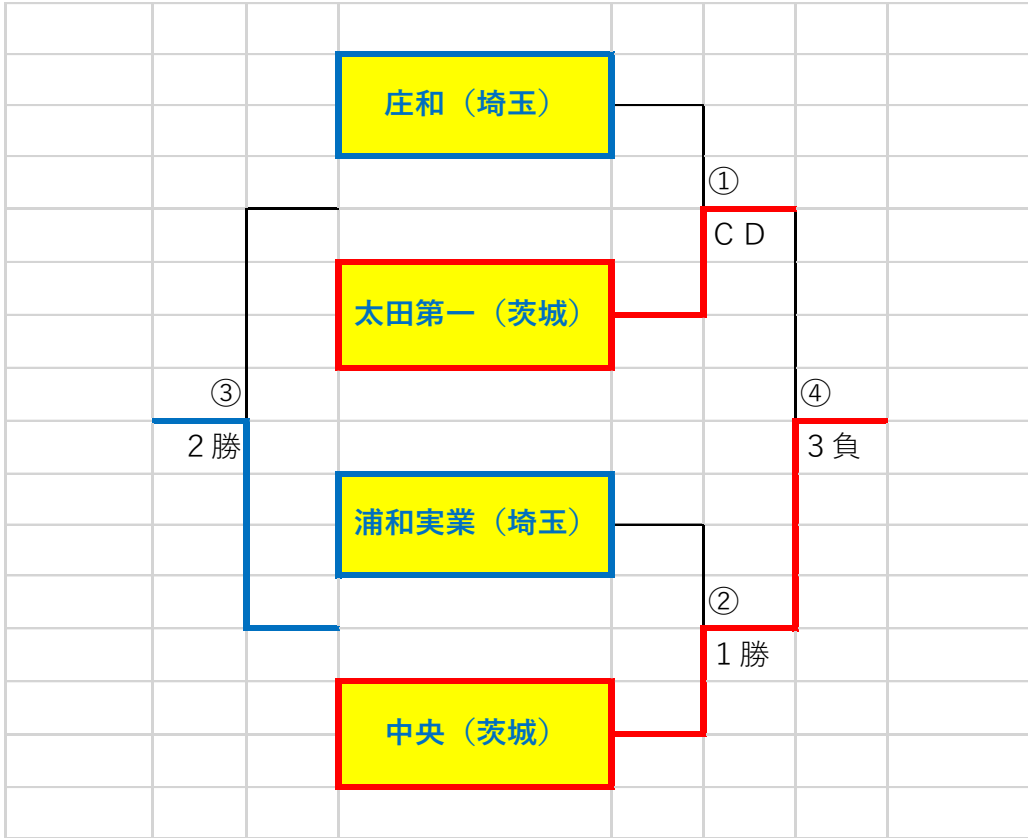 庄和（埼玉）
①
ＣＤ
太田第一（茨城）
③
④
２勝
３負
浦和実業（埼玉）
②
１勝
中央（茨城）